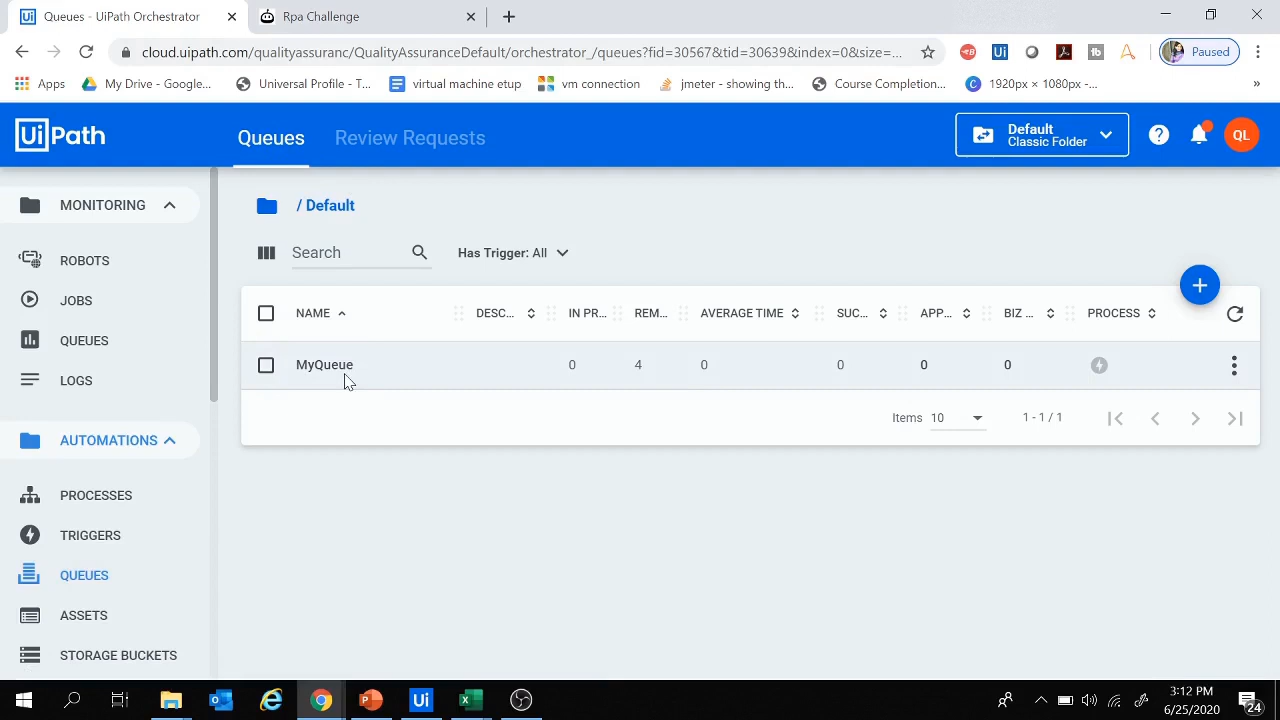 Queues - UiPath Orchestrator
Rpa Challenge
cloud.uipath.com/qualityassuranc/QualityAssuranceDefault/orchestrator_/queues?fid=30567&tid=30639&index=0&size=...
Paused
Apps
My Drive - Google...
Universal Profile - T...
virtual machine etup
vm connection
jmeter - showing th...
Course Completion...
1920px × 1080px -...
»
UiPath
Queues
Review Requests
Default
Classic Folder
QL
MONITORING
ROBOTS
JOBS
QUEUES
LOGS
AUTOMATIONS
PROCESSES
TRIGGERS
QUEUES
ASSETS
STORAGE BUCKETS
/ Default
Search
Has Trigger: All
NAME DESC... IN PR... REM... AVERAGE TIME SUC... APP... BIZ ... PROCESS
MyQueue 0 4 0 0 0 0
Items 10 1 - 1 / 1
3:12 PM
6/25/2020
24